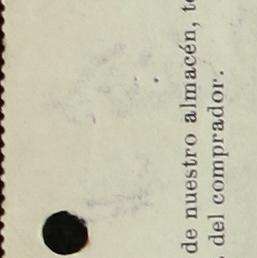 de nuestro almacén,
del comprador.